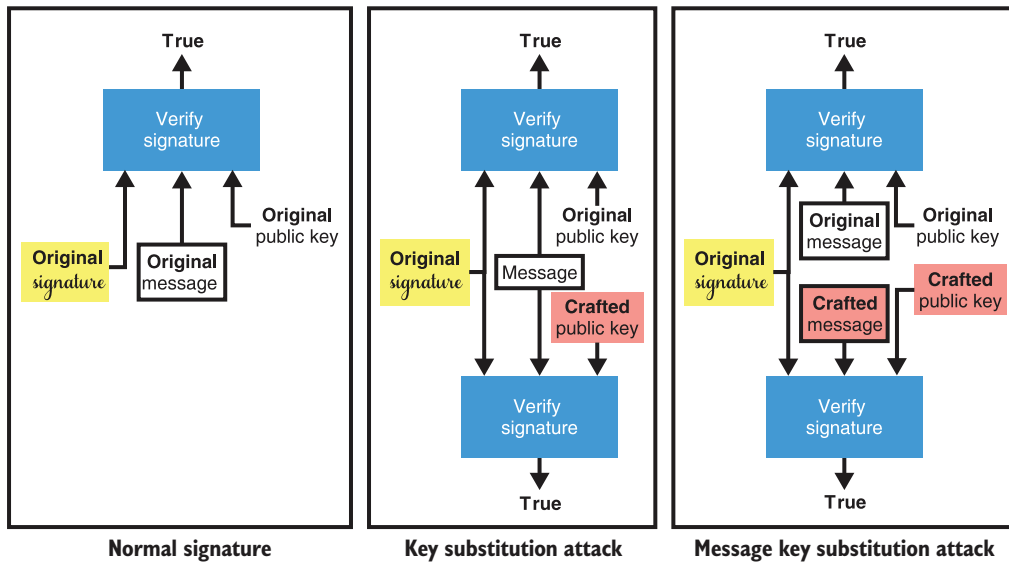 True
Verify
signature
Original
public key
Original
signature
Original
message
Normal signature
True
Verify
signature
Original
public key
Original
signature
Message
Crafted
public key
Verify
signature
True
Key substitution attack
True
Verify
signature
Original
message
Original
public key
Original
signature
Crafted
public key
Crafted
message
Verify
signature
True
Message key substitution attack